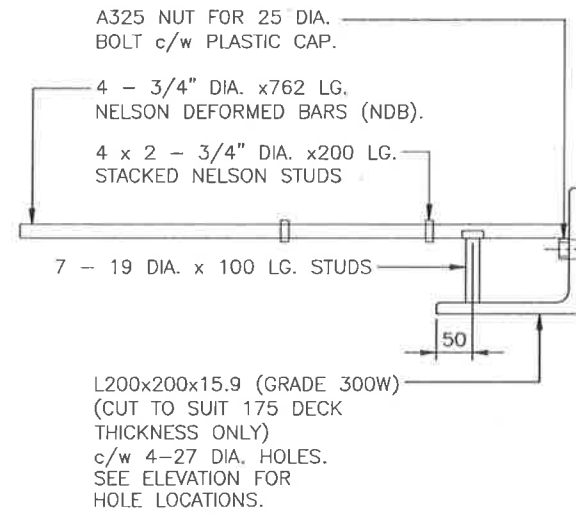 A325 NUT FOR 25 DIA.
BOLT c/w PLASTIC CAP.
4 – 3/4" DIA. x762 LG.
NELSON DEFORMED BARS (NDB).
4 x 2 – 3/4" DIA. x200 LG.
STACKED NELSON STUDS
7 – 19 DIA. x 100 LG. STUDS
50
L200x200x15.9 (GRADE 300W)
(CUT TO SUIT 175 DECK
THICKNESS ONLY)
c/w 4–27 DIA. HOLES.
SEE ELEVATION FOR
HOLE LOCATIONS.